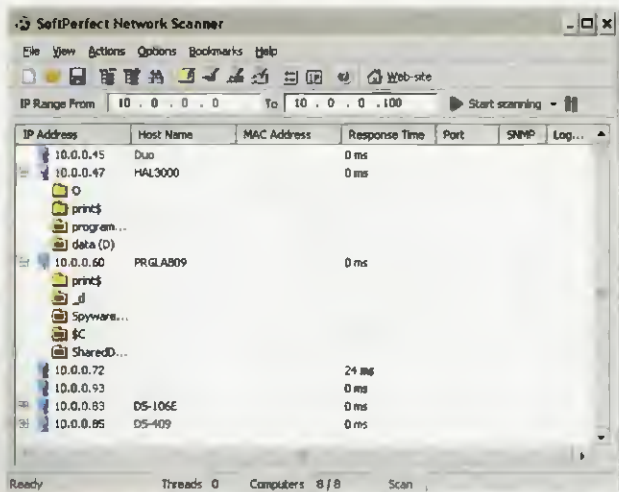 SoftPerfect Network Scanner
File View Actions Options Bookmarks Help
Web-site
IP Range From 10 . 0 . 0 . 0 To 10 . 0 . 0 .100 Start scanning
IP Address Host Name MAC Address Response Time Port SNMP Log...
10.0.0.45 Duo 0 ms
10.0.0.47 HAL3000 0 ms
O
print$
program...
data (D)
10.0.0.60 PRGLAB09 0 ms
print$
_d
Spyware...
$C
SharedD...
10.0.0.72 24 ms
10.0.0.93 0 ms
10.0.0.83 DS-106E 0 ms
10.0.0.85 DS-409 0 ms
Ready Threads 0 Computers 8 / 8 Scan